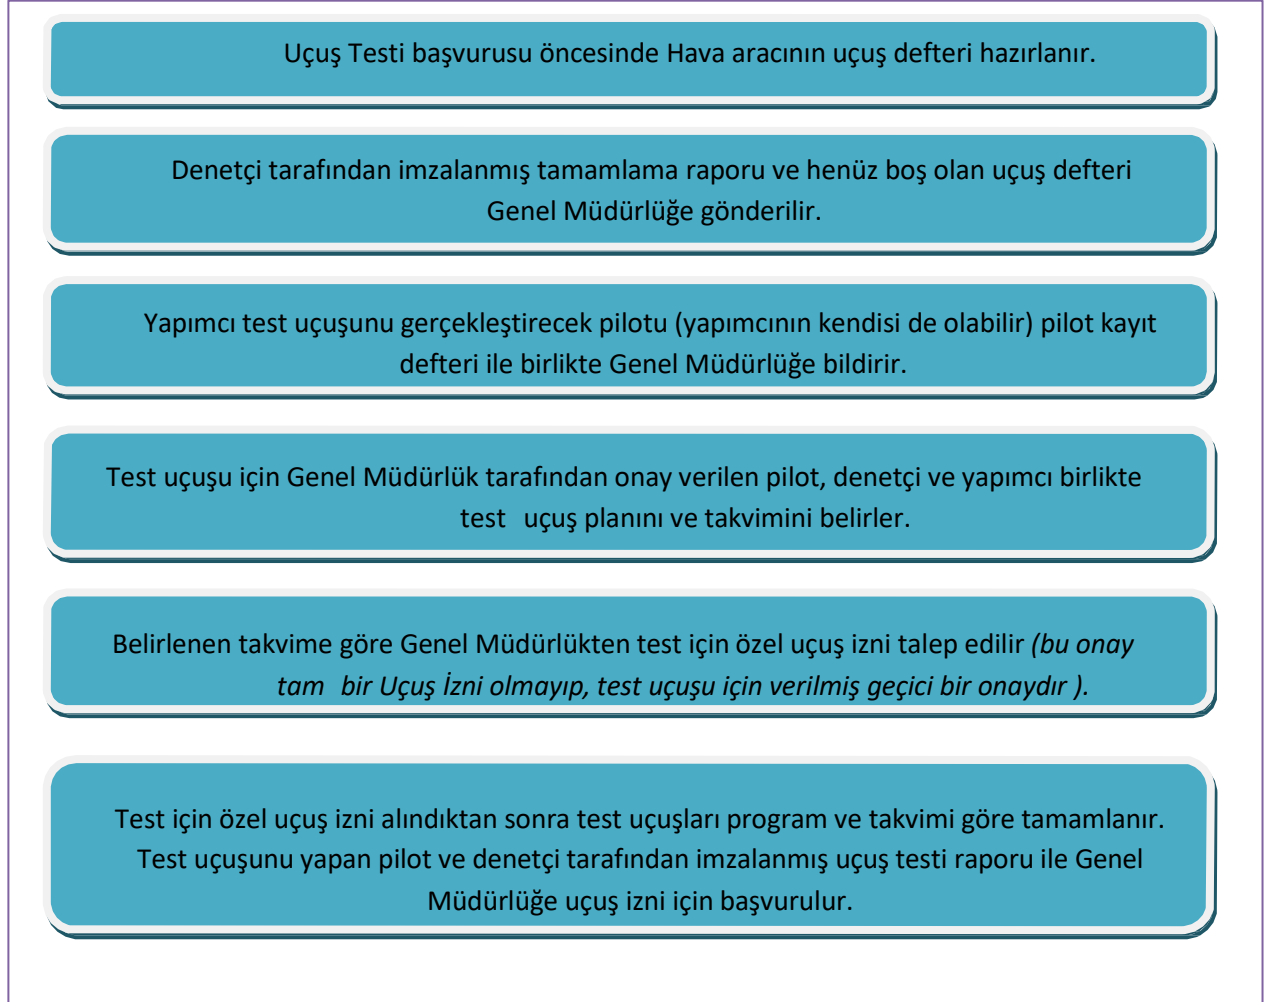 Uçuş Testi başvurusu öncesinde Hava aracının uçuş defteri hazırlanır.
Denetçi tarafından imzalanmış tamamlama raporu ve henüz boş olan uçuş defteri
Genel Müdürlüğe gönderilir.
Yapımcı test uçuşunu gerçekleştirecek pilotu (yapımcının kendisi de olabilir) pilot kayıt
defteri ile birlikte Genel Müdürlüğe bildirir.
Test uçuşu için Genel Müdürlük tarafından onay verilen pilot, denetçi ve yapımcı birlikte
test uçuş planını ve takvimini belirler.
Belirlenen takvime göre Genel Müdürlükten test için özel uçuş izni talep edilir (bu onay
tam bir Uçuş İzni olmayıp, test uçuşu için verilmiş geçici bir onaydır ).
Test için özel uçuş izni alındıktan sonra test uçuşları program ve takvimi göre tamamlanır.
Test uçuşunu yapan pilot ve denetçi tarafından imzalanmış uçuş testi raporu ile Genel
Müdürlüğe uçuş izni için başvurulur.